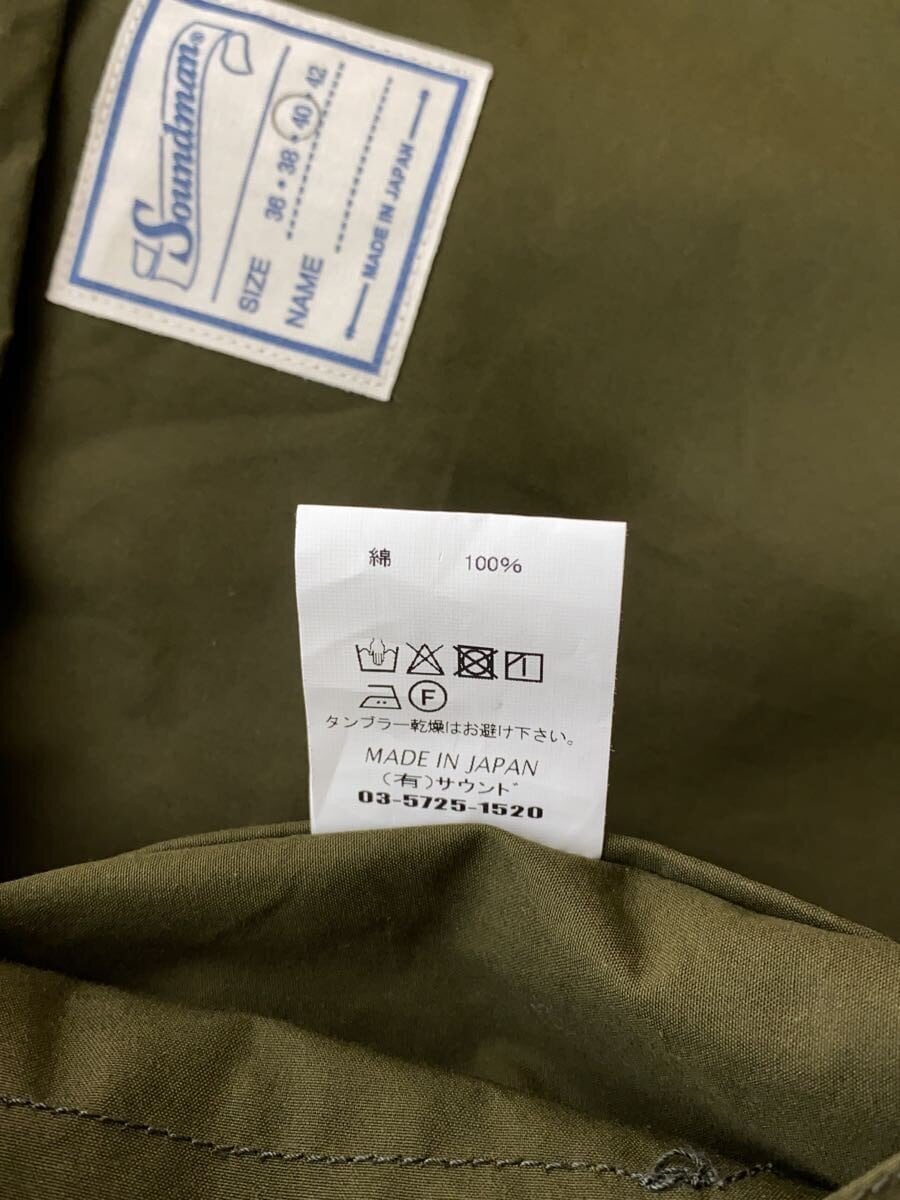 Soundman®
SIZE 36・38・40・42
NAME
MADE IN JAPAN
綿 100%
F
タンブラー乾燥はお避け下さい。
MADE IN JAPAN
(有)サウンド
03-5725-1520